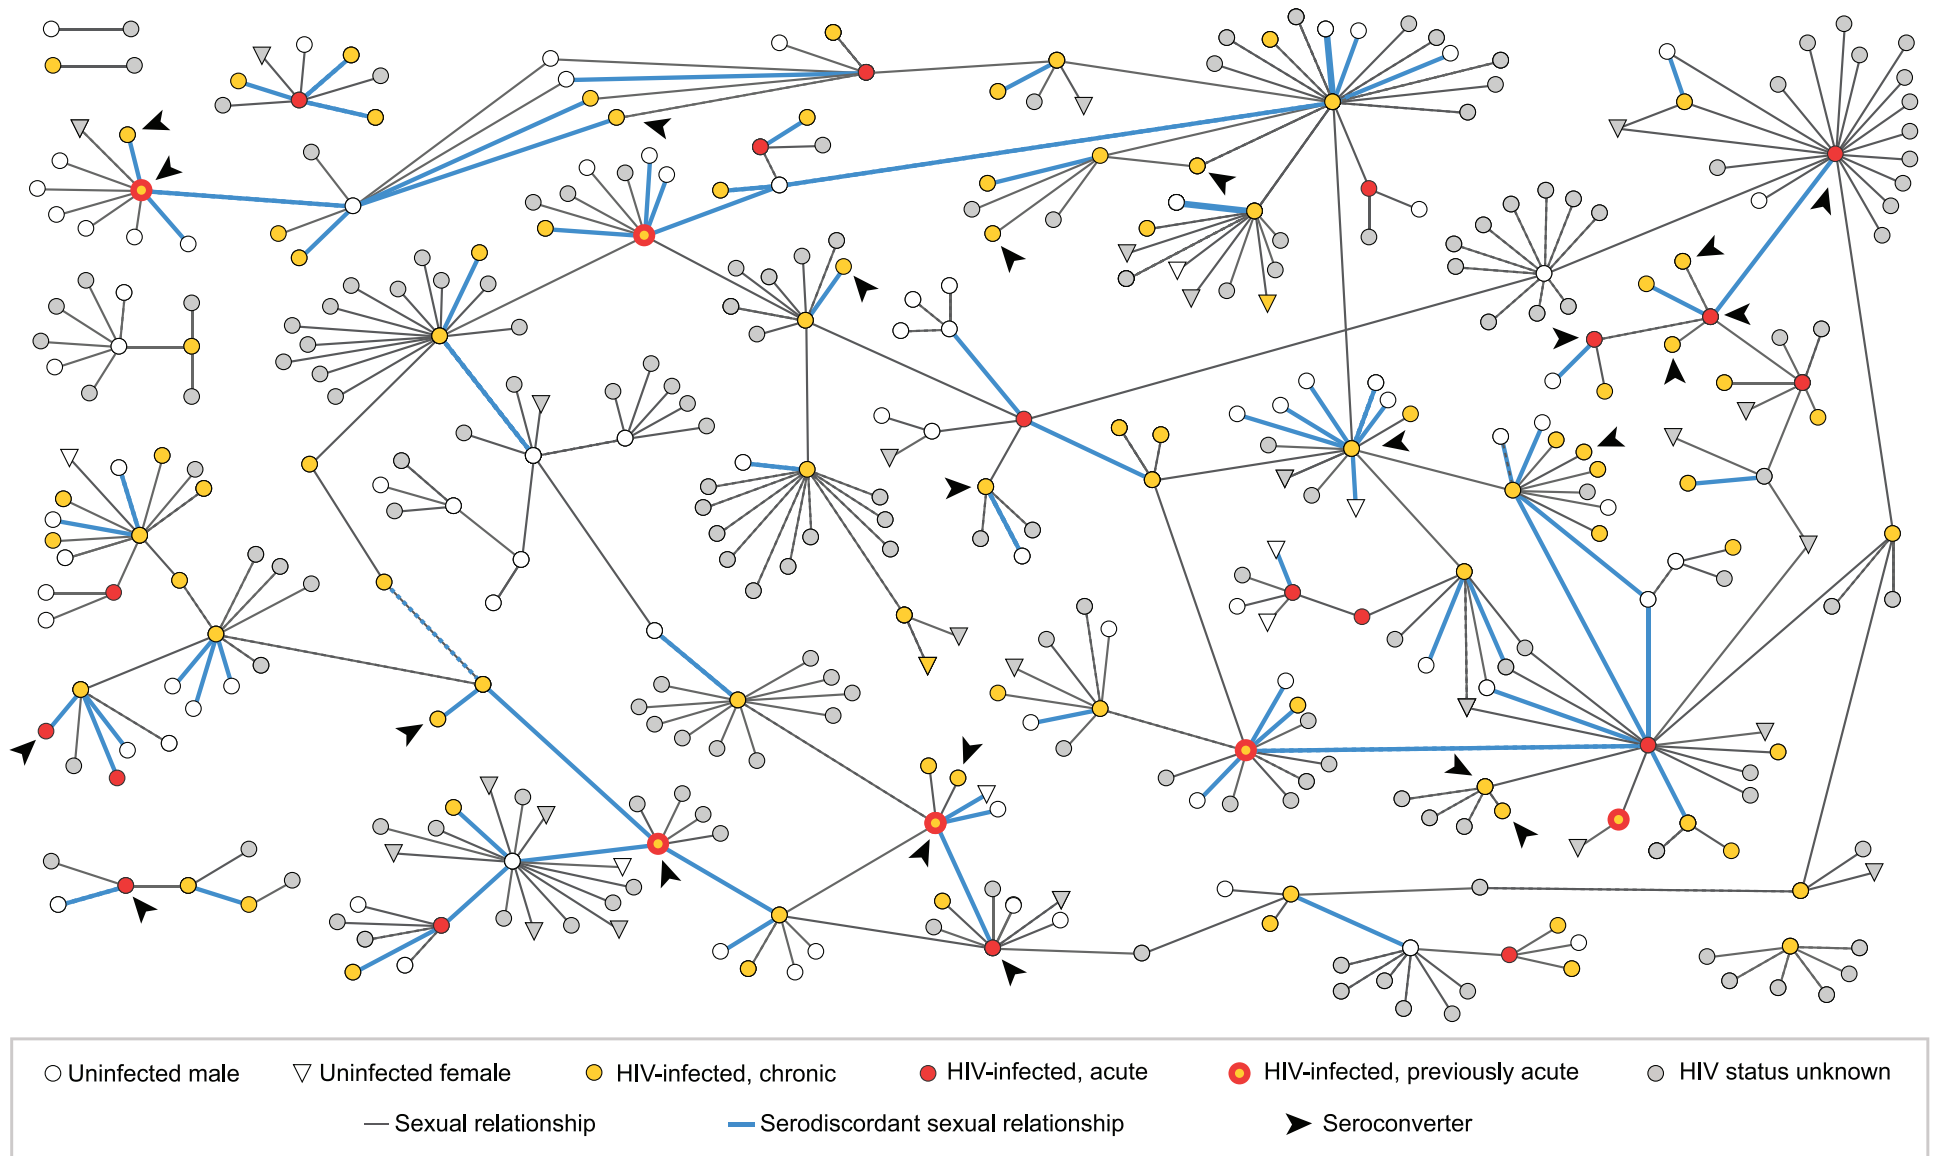 Uninfected male Uninfected female HIV-infected, chronic HIV-infected, acute HIV-infected, previously acute HIV status unknown
Sexual relationship Serodiscordant sexual relationship Seroconverter